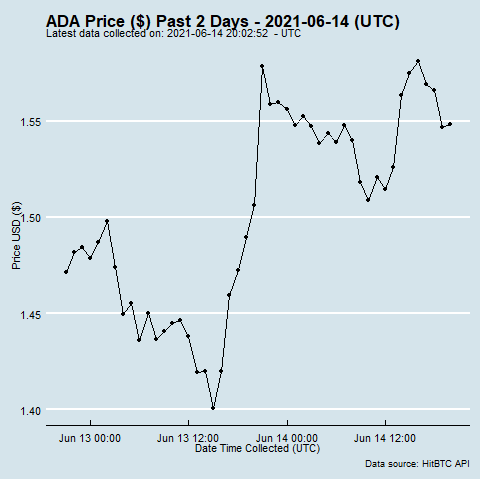 ADA Price ($) Past 2 Days - 2021-06-14 (UTC)
Latest data collected on: 2021-06-14 20:02:52  - UTC
Price USD ($)
1.55
1.50
1.45
1.40
Jun 13 00:00
Jun 13 12:00
Jun 14 00:00
Jun 14 12:00
Date Time Collected (UTC)
Data source: HitBTC API